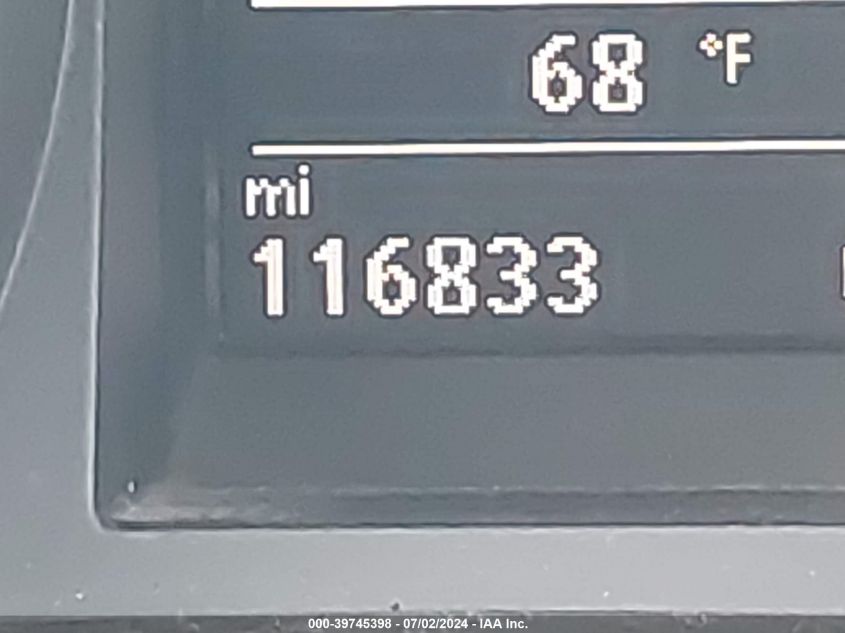 68 °F
mi
116833
000-39745398 - 07/02/2024 - IAA Inc.